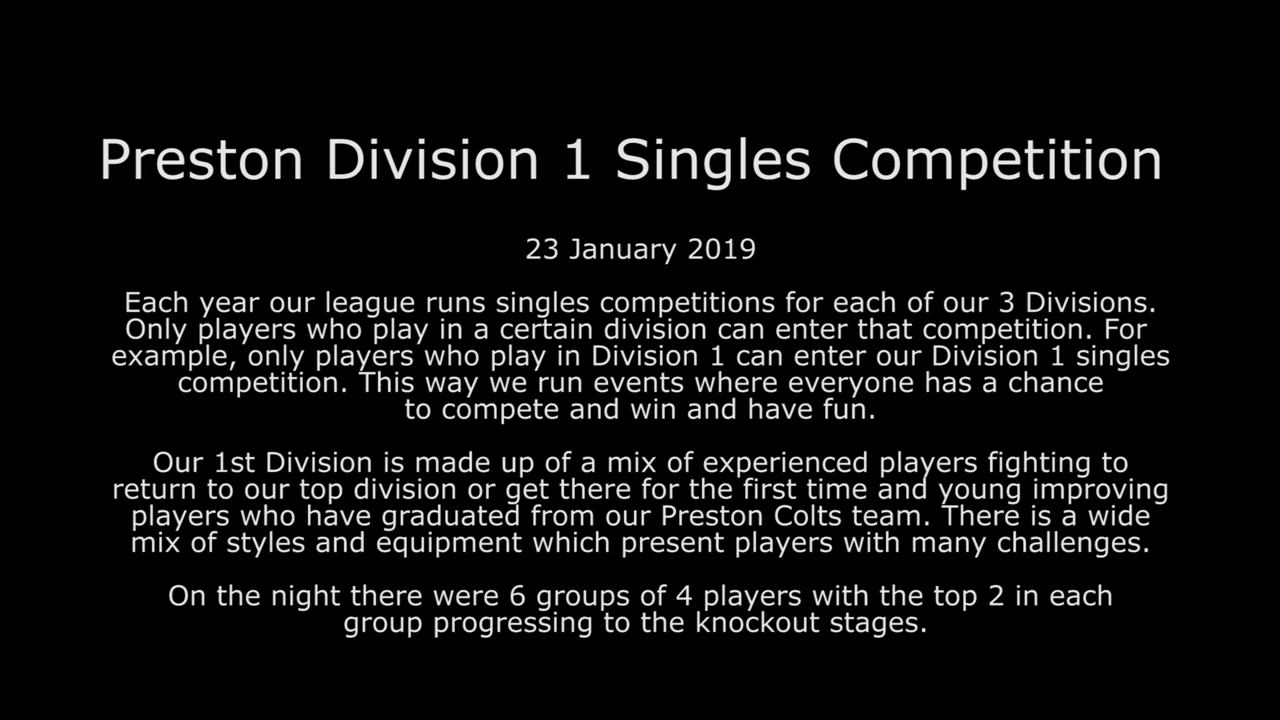 Preston Division 1 Singles Competition
23 January 2019
Each year our league runs singles competitions for each of our 3 Divisions.
Only players who play in a certain division can enter that competition. For
example, only players who play in Division 1 can enter our Division 1 singles
competition. This way we run events where everyone has a chance
to compete and win and have fun.
Our 1st Division is made up of a mix of experienced players fighting to
return to our top division or get there for the first time and young improving
players who have graduated from our Preston Colts team. There is a wide
mix of styles and equipment which present players with many challenges.
On the night there were 6 groups of 4 players with the top 2 in each
group progressing to the knockout stages.